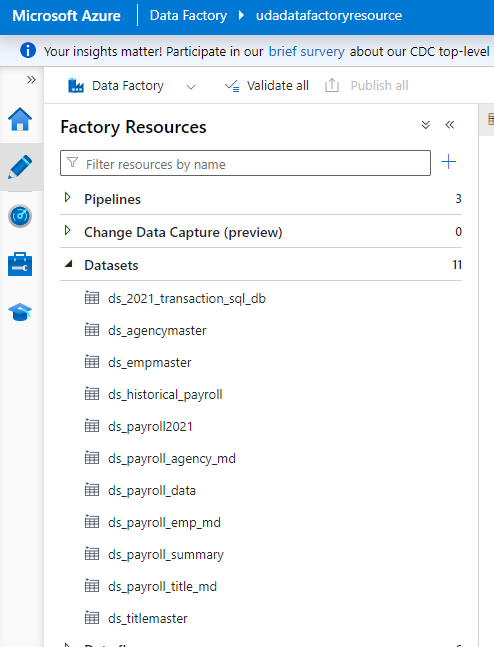 Microsoft Azure Data Factory udadatafactoryresource
Your insights matter! Participate in our brief survery about our CDC top-level
Data Factory Validate all Publish all
Factory Resources
Filter resources by name
Pipelines 3
Change Data Capture (preview) 0
Datasets 11
ds_2021_transaction_sql_db
ds_agencymaster
ds_empmaster
ds_historical_payroll
ds_payroll2021
ds_payroll_agency_md
ds_payroll_data
ds_payroll_emp_md
ds_payroll_summary
ds_payroll_title_md
ds_titlemaster